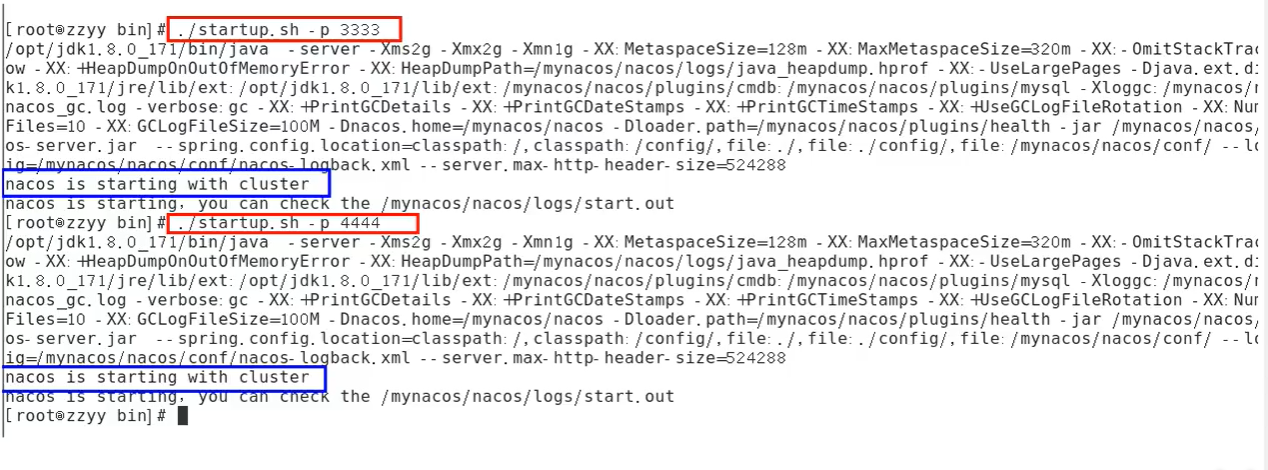 [root@zzyy bin]# ./startup.sh -p 3333
/opt/jdk1.8.0_171/bin/java  -server -Xms2g -Xmx2g -Xmn1g -XX:MetaspaceSize=128m -XX:MaxMetaspaceSize=320m -XX:-OmitStackTrac
ow -XX:+HeapDumpOnOutOfMemoryError -XX:HeapDumpPath=/mynacos/nacos/logs/java_heapdump.hprof -XX:-UseLargePages -Djava.ext.di
k1.8.0_171/jre/lib/ext:/opt/jdk1.8.0_171/lib/ext:/mynacos/nacos/plugins/cmdb:/mynacos/nacos/plugins/mysql -Xloggc:/mynacos/n
nacos_gc.log -verbose:gc -XX:+PrintGCDetails -XX:+PrintGCDateStamps -XX:+PrintGCTimeStamps -XX:+UseGCLogFileRotation -XX:Num
Files=10 -XX:GCLogFileSize=100M -Dnacos.home=/mynacos/nacos -Dloader.path=/mynacos/nacos/plugins/health -jar /mynacos/nacos/
os-server.jar  --spring.config.location=classpath:/,classpath:/config/,file:./,file:./config/,file:/mynacos/nacos/conf/ --lo
ig=/mynacos/nacos/conf/nacos-logback.xml --server.max-http-header-size=524288
nacos is starting with cluster
nacos is starting, you can check the /mynacos/nacos/logs/start.out
[root@zzyy bin]# ./startup.sh -p 4444
/opt/jdk1.8.0_171/bin/java  -server -Xms2g -Xmx2g -Xmn1g -XX:MetaspaceSize=128m -XX:MaxMetaspaceSize=320m -XX:-OmitStackTrac
ow -XX:+HeapDumpOnOutOfMemoryError -XX:HeapDumpPath=/mynacos/nacos/logs/java_heapdump.hprof -XX:-UseLargePages -Djava.ext.di
k1.8.0_171/jre/lib/ext:/opt/jdk1.8.0_171/lib/ext:/mynacos/nacos/plugins/cmdb:/mynacos/nacos/plugins/mysql -Xloggc:/mynacos/n
nacos_gc.log -verbose:gc -XX:+PrintGCDetails -XX:+PrintGCDateStamps -XX:+PrintGCTimeStamps -XX:+UseGCLogFileRotation -XX:Num
Files=10 -XX:GCLogFileSize=100M -Dnacos.home=/mynacos/nacos -Dloader.path=/mynacos/nacos/plugins/health -jar /mynacos/nacos/
os-server.jar  --spring.config.location=classpath:/,classpath:/config/,file:./,file:./config/,file:/mynacos/nacos/conf/ --lo
ig=/mynacos/nacos/conf/nacos-logback.xml --server.max-http-header-size=524288
nacos is starting with cluster
nacos is starting, you can check the /mynacos/nacos/logs/start.out
[root@zzyy bin]#